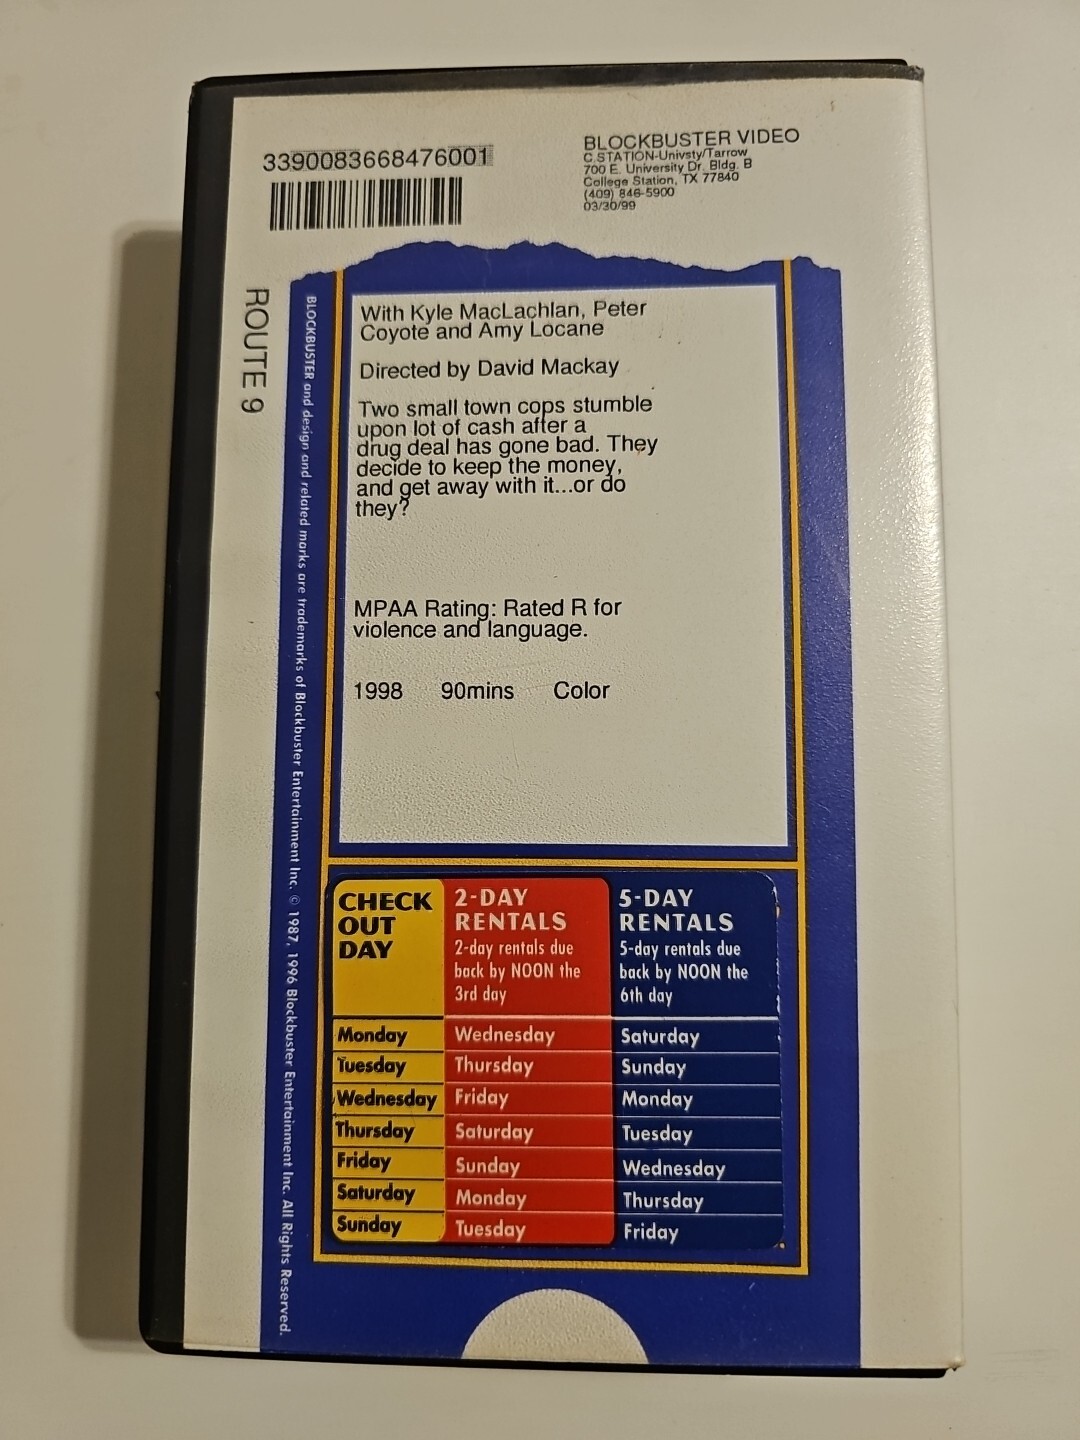 3390083668476001
BLOCKBUSTER VIDEO
C.STATION-Univsty/Tarrow
700 E. University Dr. Bldg. B
College Station, TX 77840
(409) 846-5900
03/30/99
ROUTE 9
BLOCKBUSTER and design and related marks are trademarks of Blockbuster Entertainment Inc. © 1987, 1996 Blockbuster Entertainment Inc. All Rights Reserved.
With Kyle MacLachlan, Peter
Coyote and Amy Locane
Directed by David Mackay
Two small town cops stumble
upon lot of cash after a
drug deal has gone bad. They
decide to keep the money,
and get away with it...or do
they?
MPAA Rating: Rated R for
violence and language.
1998 90mins Color
CHECK
OUT
DAY
2-DAY
RENTALS
2-day rentals due
back by NOON the
3rd day
5-DAY
RENTALS
5-day rentals due
back by NOON the
6th day
Monday Wednesday Saturday
Tuesday Thursday Sunday
Wednesday Friday Monday
Thursday Saturday Tuesday
Friday Sunday Wednesday
Saturday Monday Thursday
Sunday Tuesday Friday